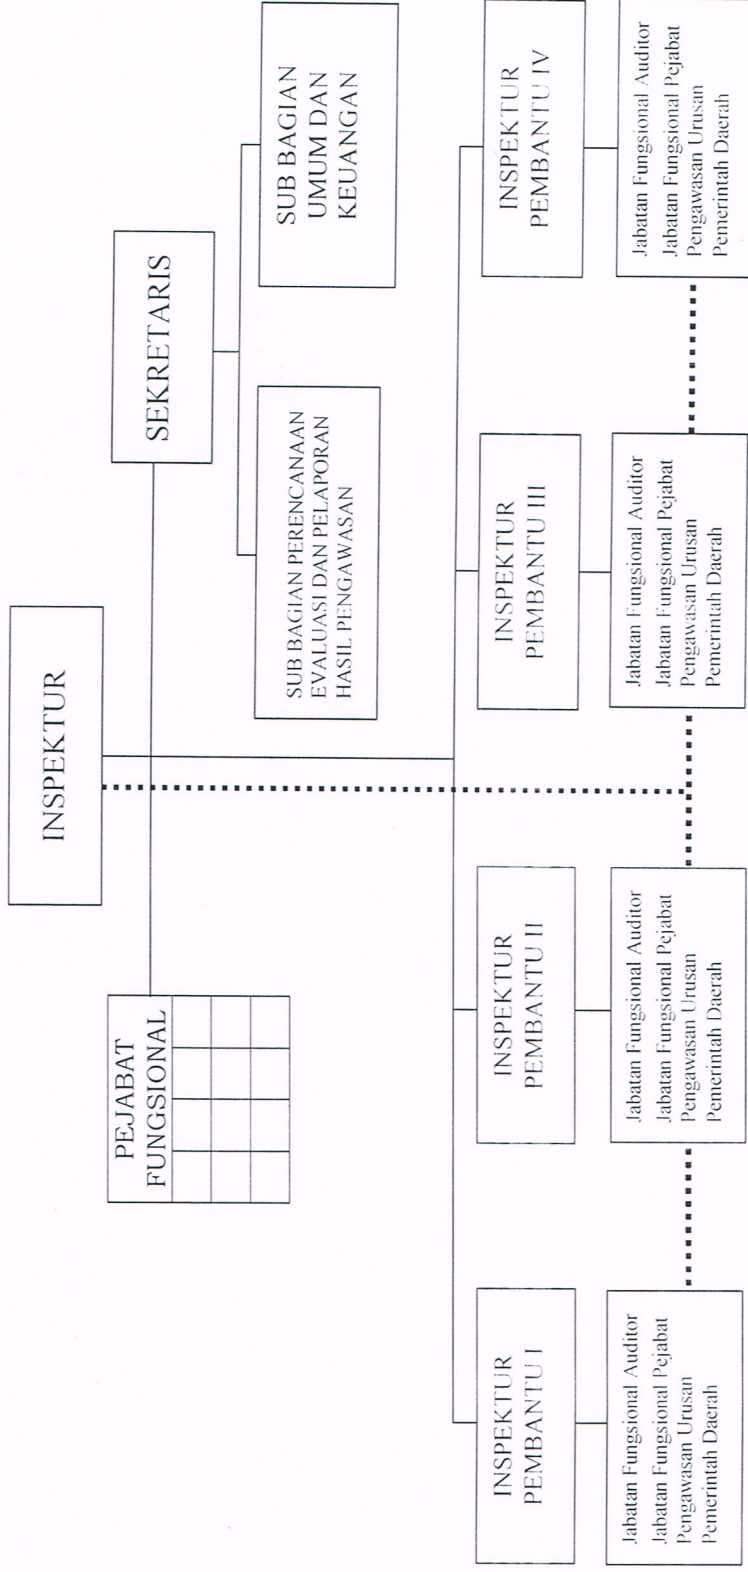 INSPEKTUR
PEJABAT
FUNGSIONAL
SEKRETARIS
SUB BAGIAN PERENCANAAN
EVALUASI DAN PELAPORAN
HASIL PENGAWASAN
SUB BAGIAN
UMUM DAN
KEUANGAN
INSPEKTUR
PEMBANTU I
INSPEKTUR
PEMBANTU II
INSPEKTUR
PEMBANTU III
INSPEKTUR
PEMBANTU IV
Jabatan Fungsional Auditor
Jabatan Fungsional Pejabat
Pengawasan Urusan
Pemerintah Daerah
Jabatan Fungsional Auditor
Jabatan Fungsional Pejabat
Pengawasan Urusan
Pemerintah Daerah
Jabatan Fungsional Auditor
Jabatan Fungsional Pejabat
Pengawasan Urusan
Pemerintah Daerah
Jabatan Fungsional Auditor
Jabatan Fungsional Pejabat
Pengawasan Urusan
Pemerintah Daerah